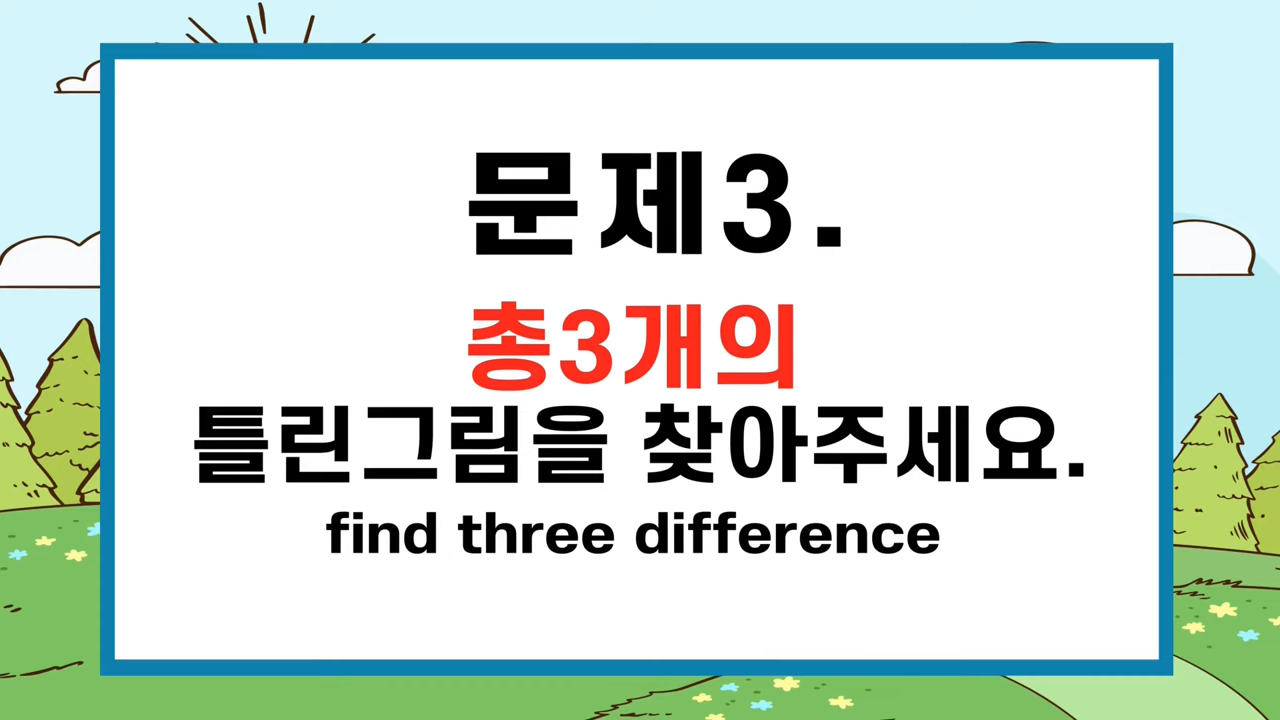 문제3.
총3개의
틀린그림을 찾아주세요.
find three difference